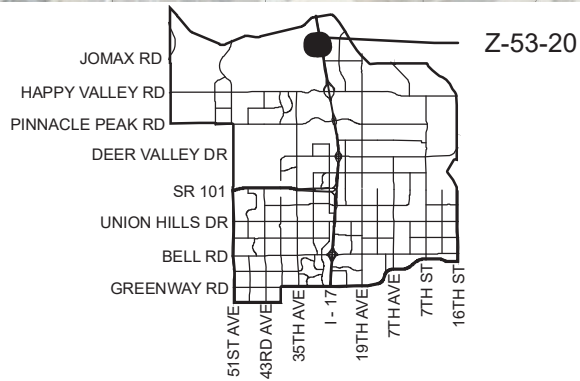 Z-53-20
JOMAX RD
HAPPY VALLEY RD
PINNACLE PEAK RD
DEER VALLEY DR
SR 101
UNION HILLS DR
BELL RD
GREENWAY RD
51ST AVE
43RD AVE
35TH AVE
I - 17
19TH AVE
7TH AVE
7TH ST
16TH ST